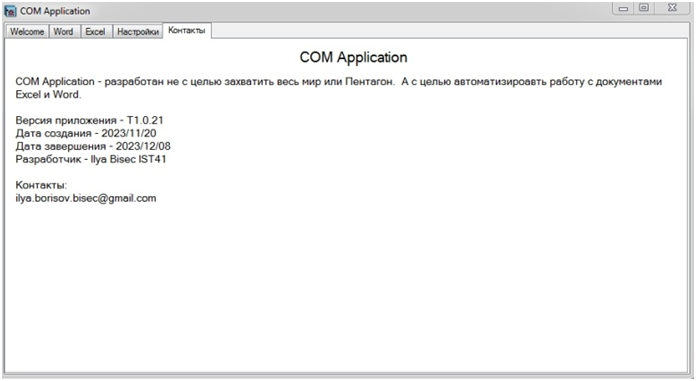 COM Application
Welcome Word Excel Настройки Контакты
COM Application
COM Application - разработан не с целью захватить весь мир или Пентагон. А с целью автоматизироавть работу с документами
Excel и Word.
Версия приложения - T1.0.21
Дата создания - 2023/11/20
Дата завершения - 2023/12/08
Разработчик - Ilya Bisec IST41
Контакты:
ilya.borisov.bisec@gmail.com